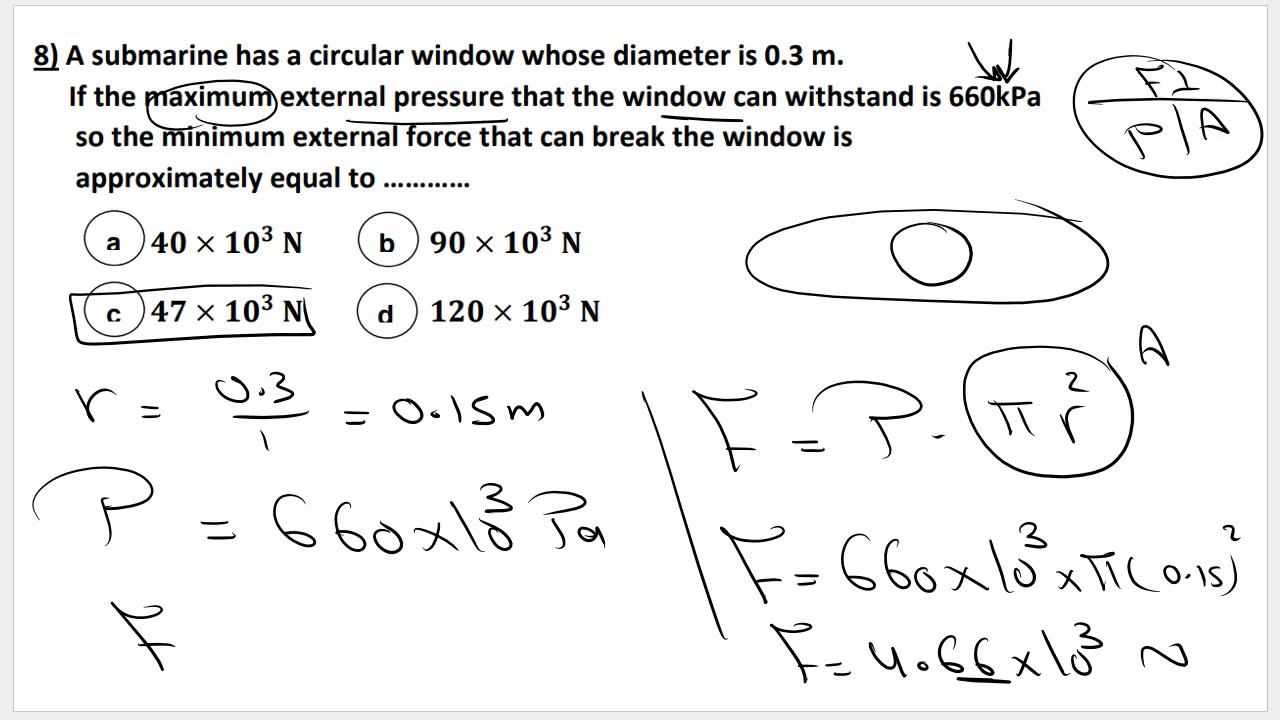 8) A submarine has a circular window whose diameter is 0.3 m.
If the maximum external pressure that the window can withstand is 660kPa
so the minimum external force that can break the window is
approximately equal to ............
a 40 × 10³ N
b 90 × 10³ N
c 47 × 10³ N
d 120 × 10³ N
F⊥
P | A
r = 0.3 / 1 = 0.15 m
P = 660 × 10³ Pa
F
F = P · π r²
A
F = 660 × 10³ × π (0.15)²
F = 4.66 × 10³ N